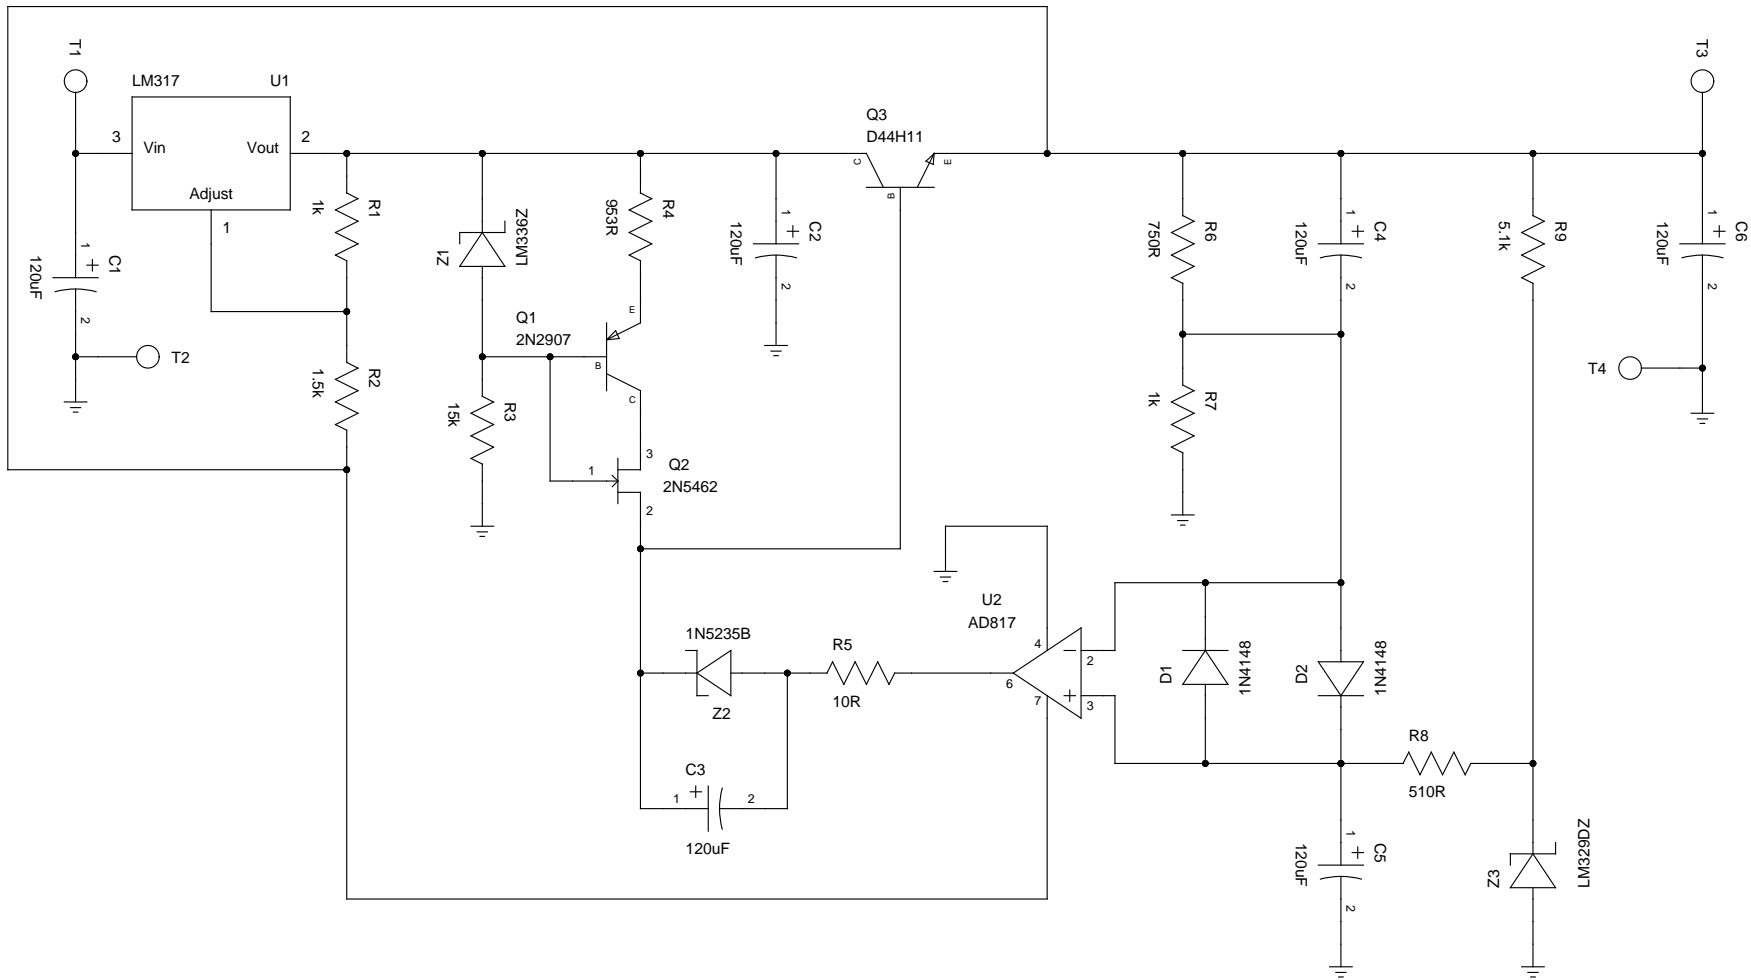 T1
T3
LM317
U1
3
Vin
Vout
2
Adjust
1
R1
1k
R2
1.5k
C1
120uF
+
1
2
T2
LM336Z
Z1
R3
15k
R4
953R
Q1
2N2907
E
B
C
Q2
2N5462
1
3
2
C2
120uF
+
1
2
Q3
D44H11
C
B
E
R6
750R
R7
1k
C4
120uF
+
1
2
R9
5.1k
C6
120uF
+
1
2
T4
U2
AD817
4
−
2
6
+
3
7
1N5235B
Z2
R5
10R
C3
+
1
2
120uF
D1
1N4148
D2
1N4148
R8
510R
C5
120uF
+
1
2
Z3
LM329DZ